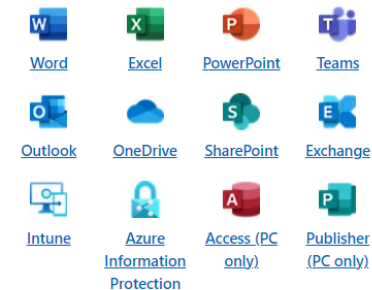 Word Excel PowerPoint Teams
Outlook OneDrive SharePoint Exchange
Intune Azure Access (PC Publisher
Information only) (PC only)
Protection